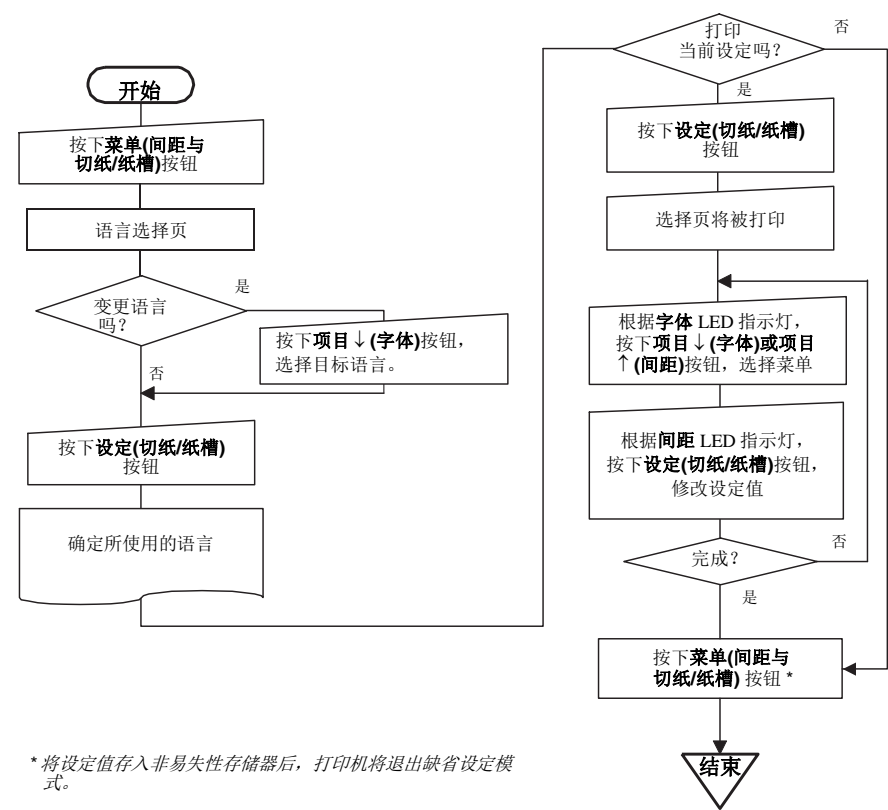 开始
按下菜单(间距与
切纸/纸槽)按钮
语言选择页
变更语言
吗？
是
按下项目↓(字体)按钮，
选择目标语言。
否
按下设定(切纸/纸槽)
按钮
确定所使用的语言
打印
当前设定吗？
否
是
按下设定(切纸/纸槽)
按钮
选择页将被打印
根据字体 LED 指示灯，
按下项目↓(字体)或项目
↑(间距)按钮，选择菜单
根据间距 LED 指示灯，
按下设定(切纸/纸槽)按钮，
修改设定值
完成？
否
是
按下菜单(间距与
切纸/纸槽) 按钮 *
结束
* 将设定值存入非易失性存储器后，打印机将退出缺省设定模
式。